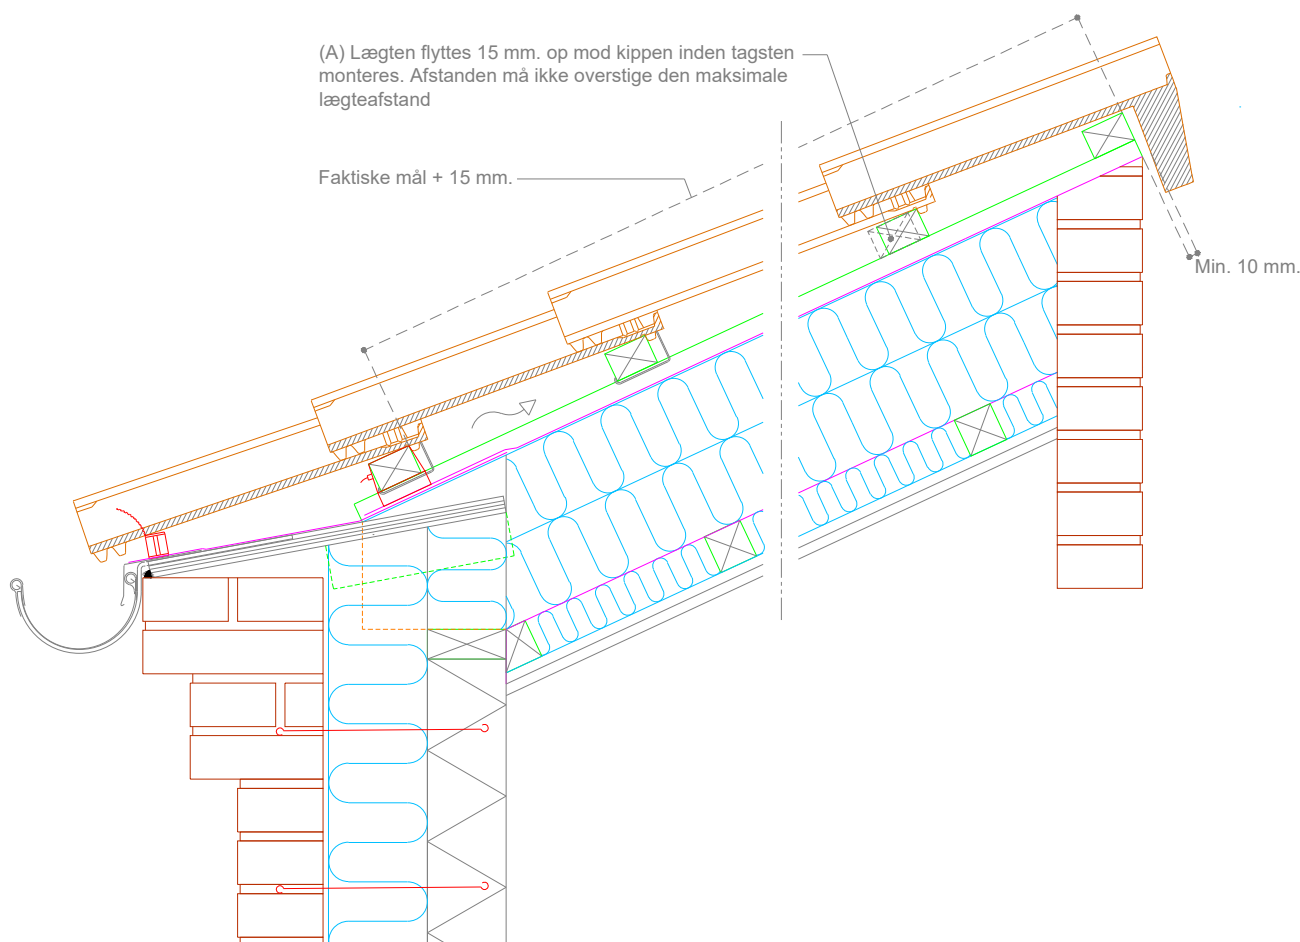 (A) Lægten flyttes 15 mm. op mod kippen inden tagsten
monteres. Afstanden må ikke overstige den maksimale
lægteafstand
Faktiske mål + 15 mm.
Min. 10 mm.